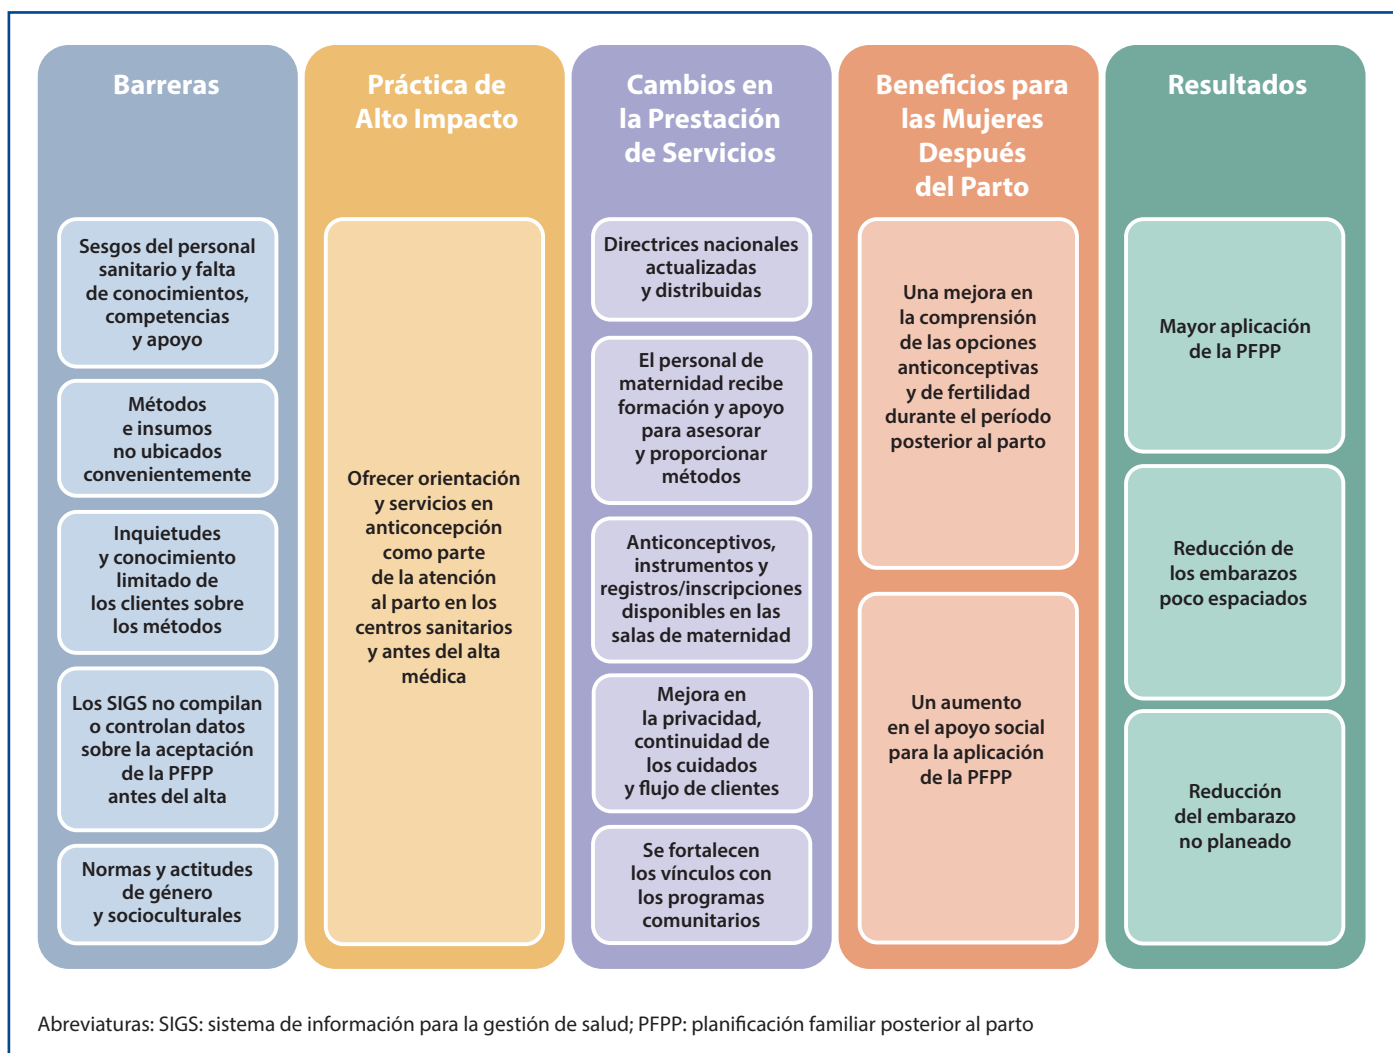 Barreras
Sesgos del personal
sanitario y falta
de conocimientos,
competencias
y apoyo
Métodos
e insumos
no ubicados
convenientemente
Inquietudes
y conocimiento
limitado de
los clientes sobre
los métodos
Los SIGS no compilan
o controlan datos
sobre la aceptación
de la PFPP
antes del alta
Normas y actitudes
de género
y socioculturales
Práctica de
Alto Impacto
Ofrecer orientación
y servicios en
anticoncepción
como parte
de la atención
al parto en los
centros sanitarios
y antes del alta
médica
Cambios en
la Prestación
de Servicios
Directrices nacionales
actualizadas
y distribuidas
El personal de
maternidad recibe
formación y apoyo
para asesorar
y proporcionar
métodos
Anticonceptivos,
instrumentos y
registros/inscripciones
disponibles en las
salas de maternidad
Mejora en
la privacidad,
continuidad de
los cuidados
y flujo de clientes
Se fortalecen
los vínculos con
los programas
comunitarios
Beneficios para
las Mujeres
Después
del Parto
Una mejora en
la comprensión
de las opciones
anticonceptivas
y de fertilidad
durante el período
posterior al parto
Un aumento
en el apoyo social
para la aplicación
de la PFPP
Resultados
Mayor aplicación
de la PFPP
Reducción de
los embarazos
poco espaciados
Reducción
del embarazo
no planeado
Abreviaturas: SIGS: sistema de información para la gestión de salud; PFPP: planificación familiar posterior al parto